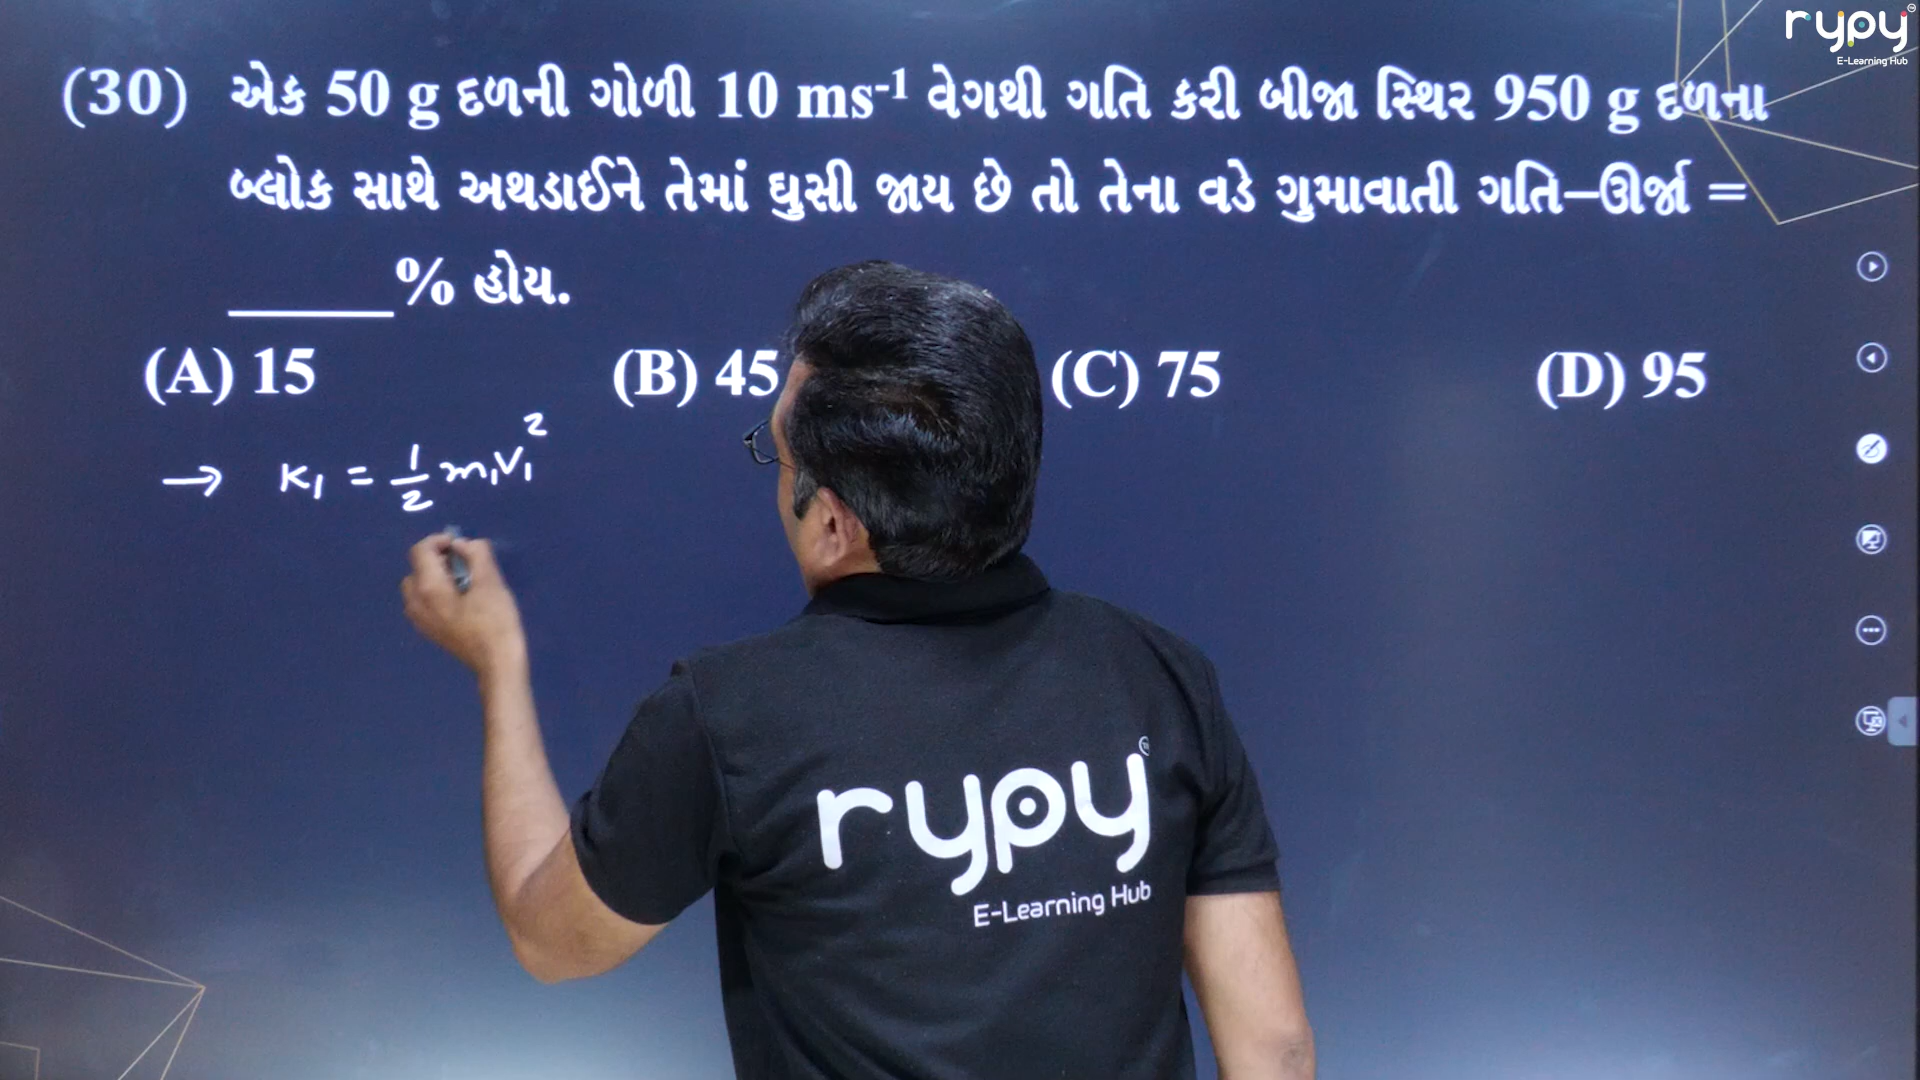 rypy
E-Learning Hub
(30) એક 50 g દળની ગોળી 10 ms⁻¹ વેગથી ગતિ કરી બીજા સ્થિર 950 g દળના
બ્લોક સાથે અથડાઈને તેમાં ઘુસી જાય છે તો તેના વડે ગુમાવાતી ગતિ–ઊર્જા =
______% હોય.
(A) 15 (B) 45 (C) 75 (D) 95
→ K₁ = 1/2 m₁v₁²
rypy
E-Learning Hub